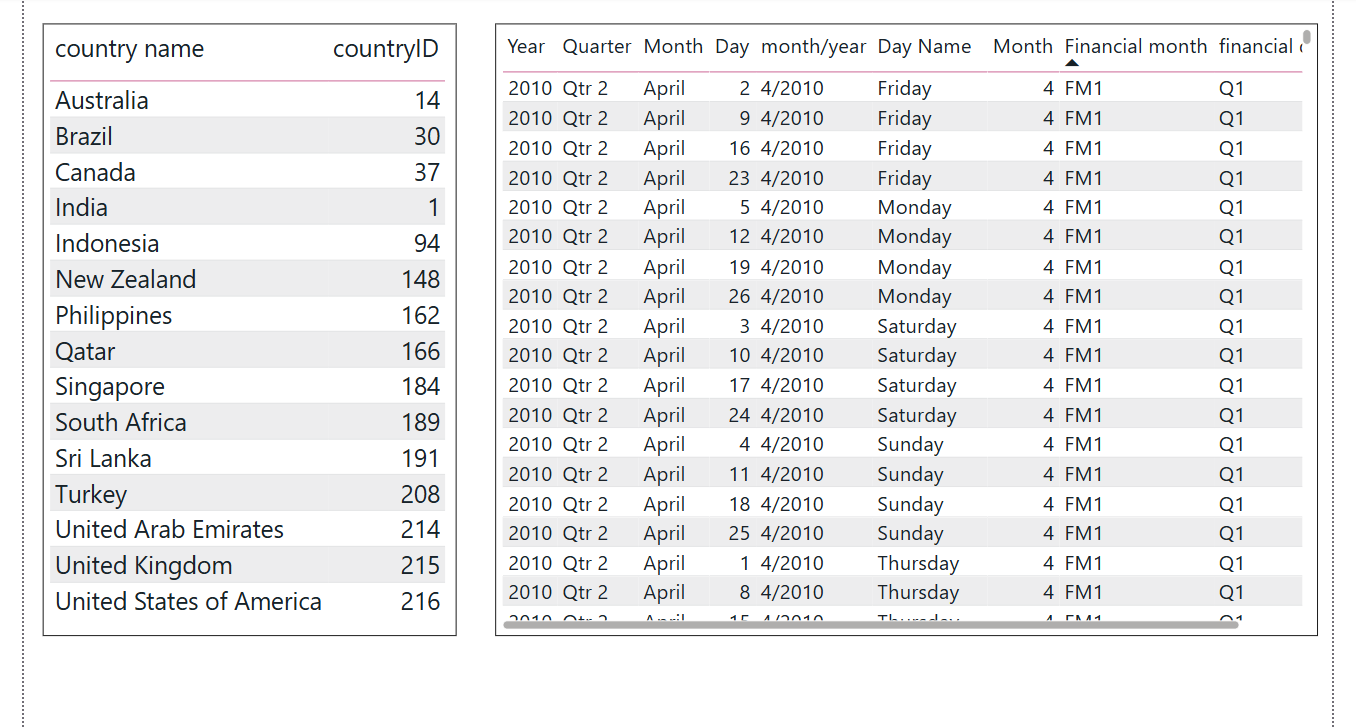 country name countryID
Australia 14
Brazil 30
Canada 37
India 1
Indonesia 94
New Zealand 148
Philippines 162
Qatar 166
Singapore 184
South Africa 189
Sri Lanka 191
Turkey 208
United Arab Emirates 214
United Kingdom 215
United States of America 216
Year Quarter Month Day month/year Day Name Month Financial month financial
2010 Qtr 2 April 2 4/2010 Friday 4 FM1 Q1
2010 Qtr 2 April 9 4/2010 Friday 4 FM1 Q1
2010 Qtr 2 April 16 4/2010 Friday 4 FM1 Q1
2010 Qtr 2 April 23 4/2010 Friday 4 FM1 Q1
2010 Qtr 2 April 5 4/2010 Monday 4 FM1 Q1
2010 Qtr 2 April 12 4/2010 Monday 4 FM1 Q1
2010 Qtr 2 April 19 4/2010 Monday 4 FM1 Q1
2010 Qtr 2 April 26 4/2010 Monday 4 FM1 Q1
2010 Qtr 2 April 3 4/2010 Saturday 4 FM1 Q1
2010 Qtr 2 April 10 4/2010 Saturday 4 FM1 Q1
2010 Qtr 2 April 17 4/2010 Saturday 4 FM1 Q1
2010 Qtr 2 April 24 4/2010 Saturday 4 FM1 Q1
2010 Qtr 2 April 4 4/2010 Sunday 4 FM1 Q1
2010 Qtr 2 April 11 4/2010 Sunday 4 FM1 Q1
2010 Qtr 2 April 18 4/2010 Sunday 4 FM1 Q1
2010 Qtr 2 April 25 4/2010 Sunday 4 FM1 Q1
2010 Qtr 2 April 1 4/2010 Thursday 4 FM1 Q1
2010 Qtr 2 April 8 4/2010 Thursday 4 FM1 Q1
2010 Qtr 2 April 15 4/2010 Thursday 4 FM1 Q1